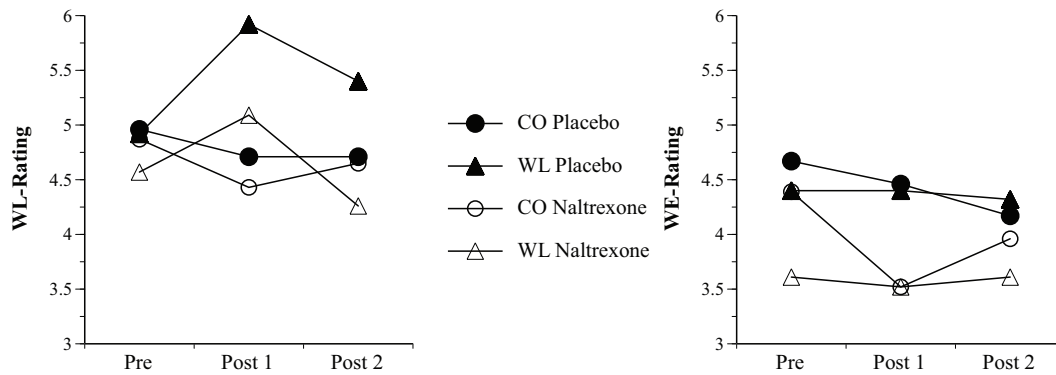 6
5.5
5
4.5
4
3.5
3
WL-Rating
Pre
Post 1
Post 2
CO Placebo
WL Placebo
CO Naltrexone
WL Naltrexone
6
5.5
5
4.5
4
3.5
3
WE-Rating
Pre
Post 1
Post 2